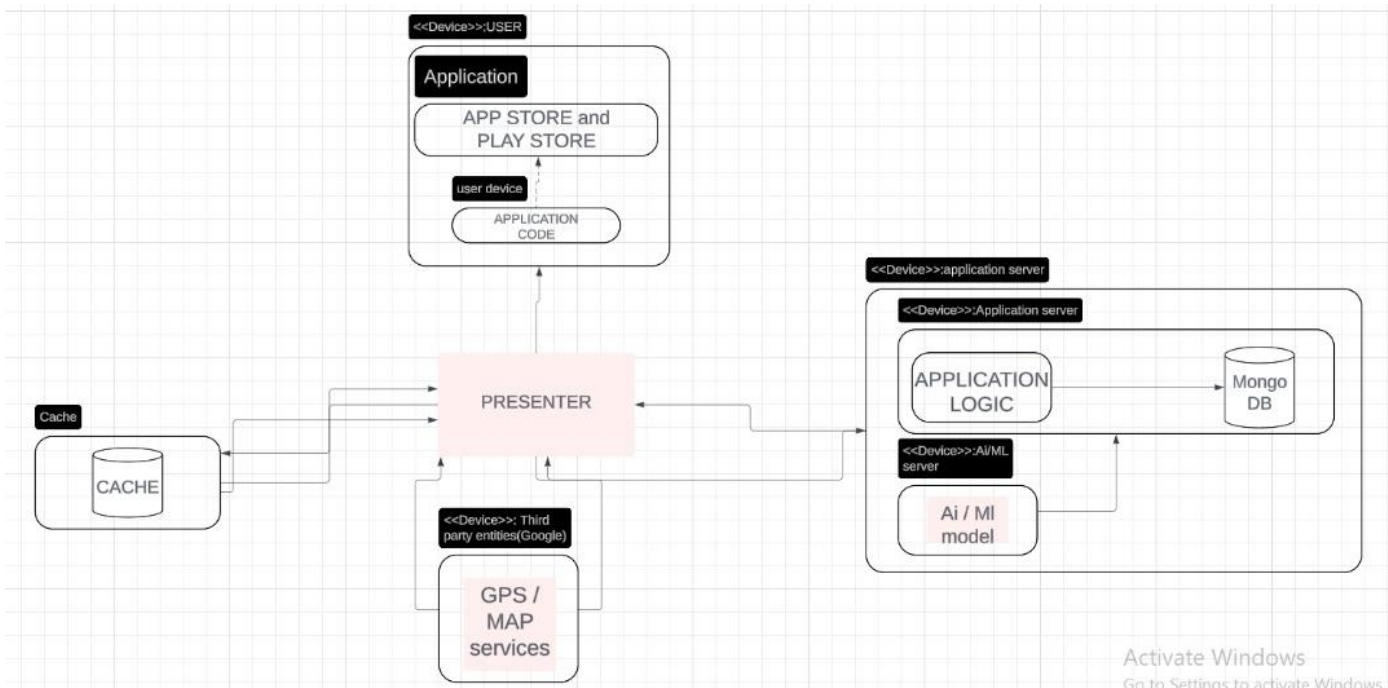 <<Device>>:USER
Application
APP STORE and
PLAY STORE
user device
APPLICATION
CODE
<<Device>>:application server
<<Device>>:Application server
APPLICATION
LOGIC
Mongo
DB
PRESENTER
Cache
CACHE
<<Device>>:Ai/ML
server
Ai / Ml
model
<<Device>>: Third
party entities(Google)
GPS /
MAP
services
Activate Windows
Go to Settings to activate Windows